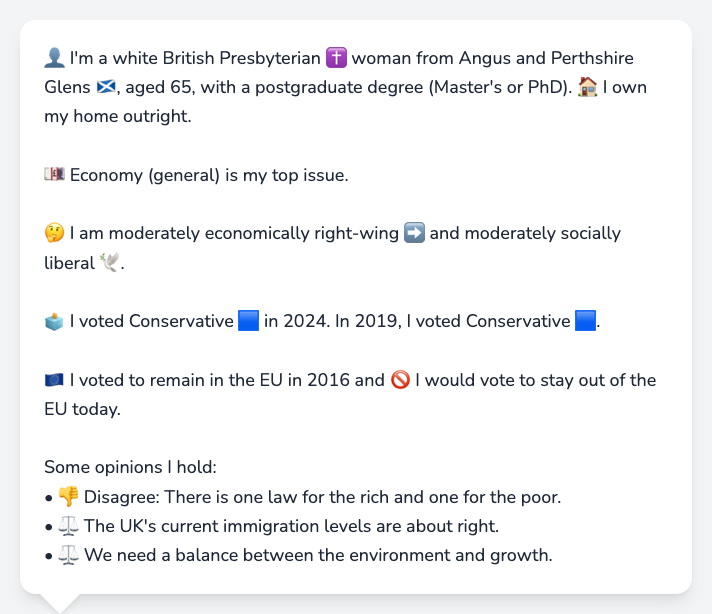 👤 I'm a white British Presbyterian ✝️ woman from Angus and Perthshire
Glens 🏴󠁧󠁢󠁳󠁣󠁴󠁿, aged 65, with a postgraduate degree (Master's or PhD). 🏠 I own
my home outright.
💷 Economy (general) is my top issue.
🤔 I am moderately economically right-wing ➡️ and moderately socially
liberal 🕊️.
🗳️ I voted Conservative 🟦 in 2024. In 2019, I voted Conservative 🟦.
🇪🇺 I voted to remain in the EU in 2016 and 🚫 I would vote to stay out of the
EU today.
Some opinions I hold:
• 👎 Disagree: There is one law for the rich and one for the poor.
• ⚖️ The UK's current immigration levels are about right.
• ⚖️ We need a balance between the environment and growth.